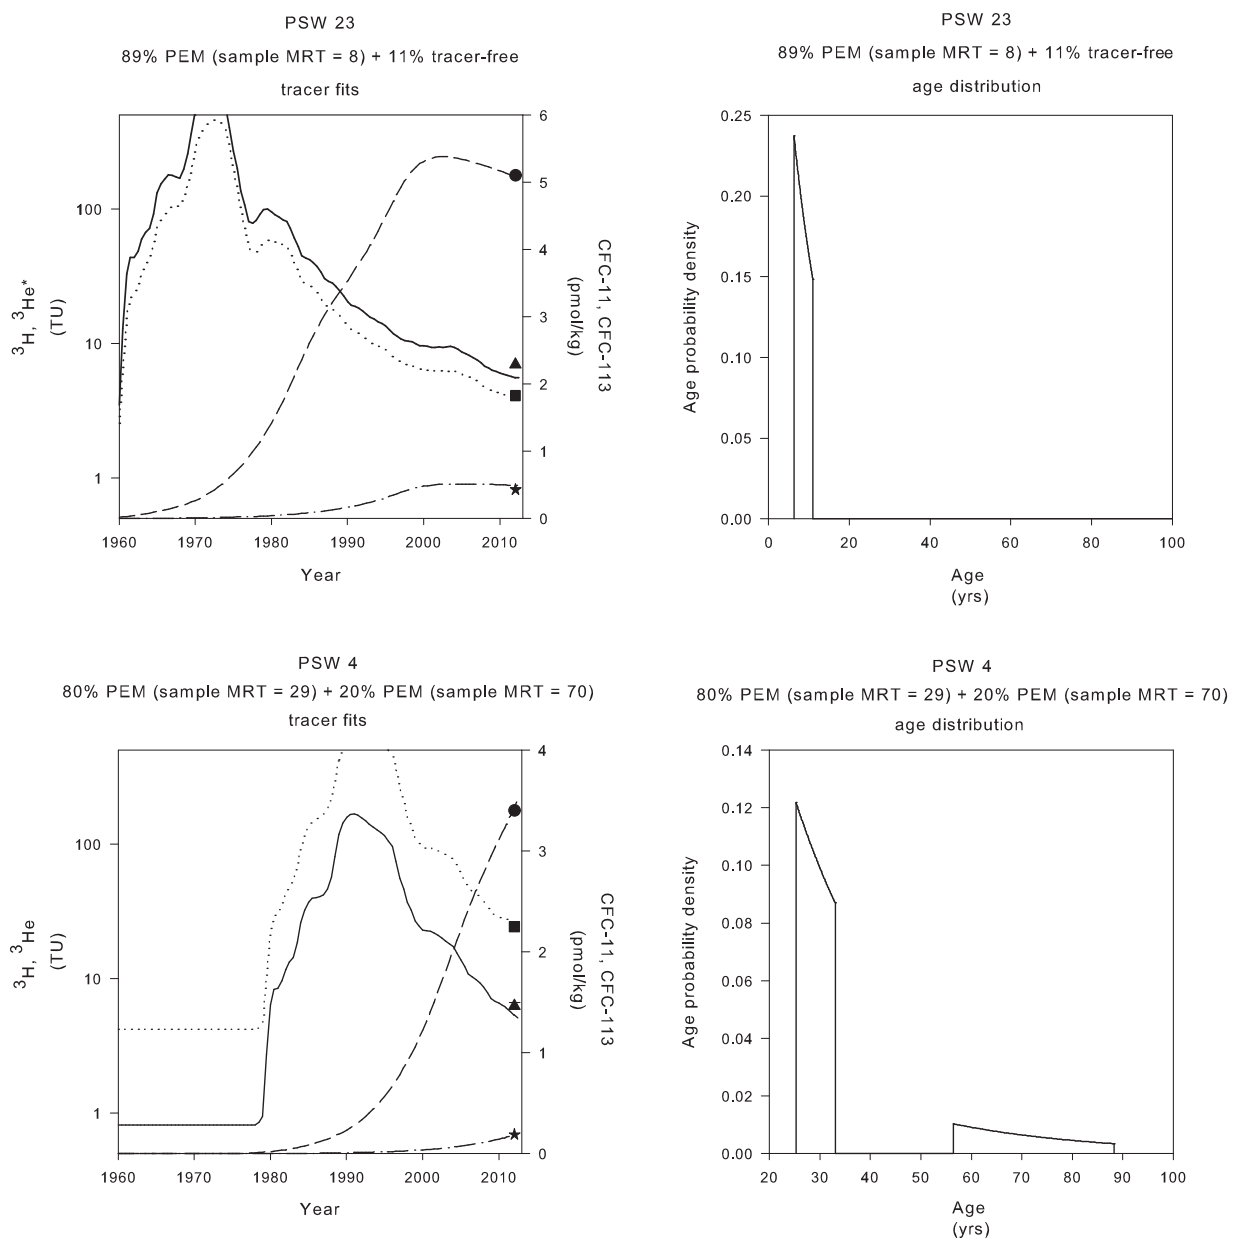 PSW 23
89% PEM (sample MRT = 8) + 11% tracer-free
tracer fits
100
10
1
³H, ³He*
(TU)
6
5
4
3
2
1
0
CFC-11, CFC-113
(pmol/kg)
1960 1970 1980 1990 2000 2010
Year
PSW 23
89% PEM (sample MRT = 8) + 11% tracer-free
age distribution
0.25
0.20
0.15
0.10
0.05
0.00
Age probability density
0 20 40 60 80 100
Age
(yrs)
PSW 4
80% PEM (sample MRT = 29) + 20% PEM (sample MRT = 70)
tracer fits
100
10
1
³H, ³He
(TU)
4
3
2
1
0
CFC-11, CFC-113
(pmol/kg)
1960 1970 1980 1990 2000 2010
Year
PSW 4
80% PEM (sample MRT = 29) + 20% PEM (sample MRT = 70)
age distribution
0.14
0.12
0.10
0.08
0.06
0.04
0.02
0.00
Age probability density
20 30 40 50 60 70 80 90 100
Age
(yrs)